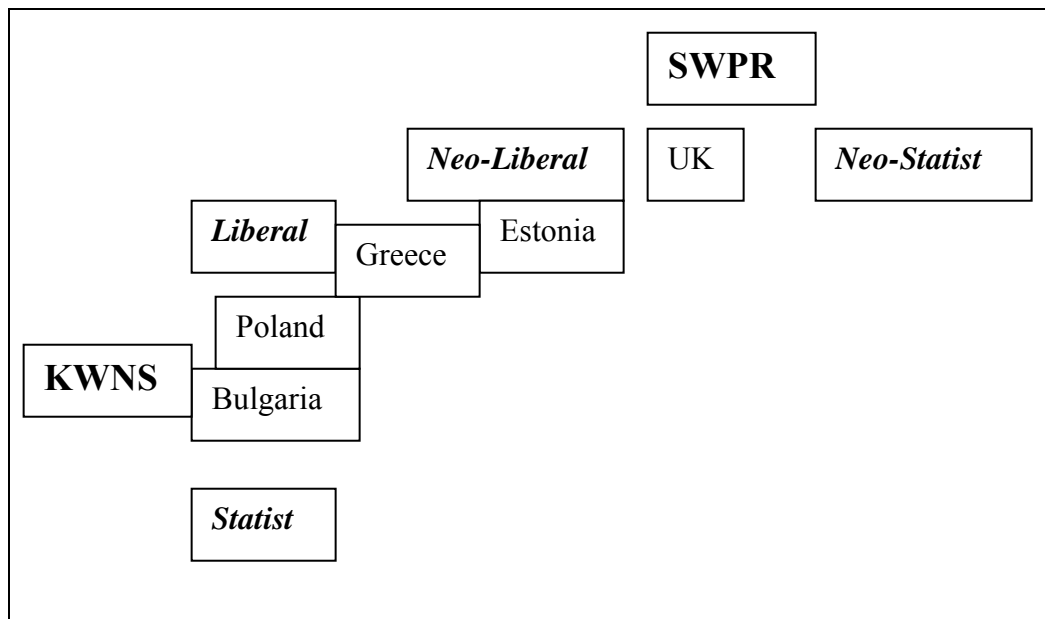 SWPR
Neo-Liberal
UK
Neo-Statist
Liberal
Greece
Estonia
Poland
KWNS
Bulgaria
Statist